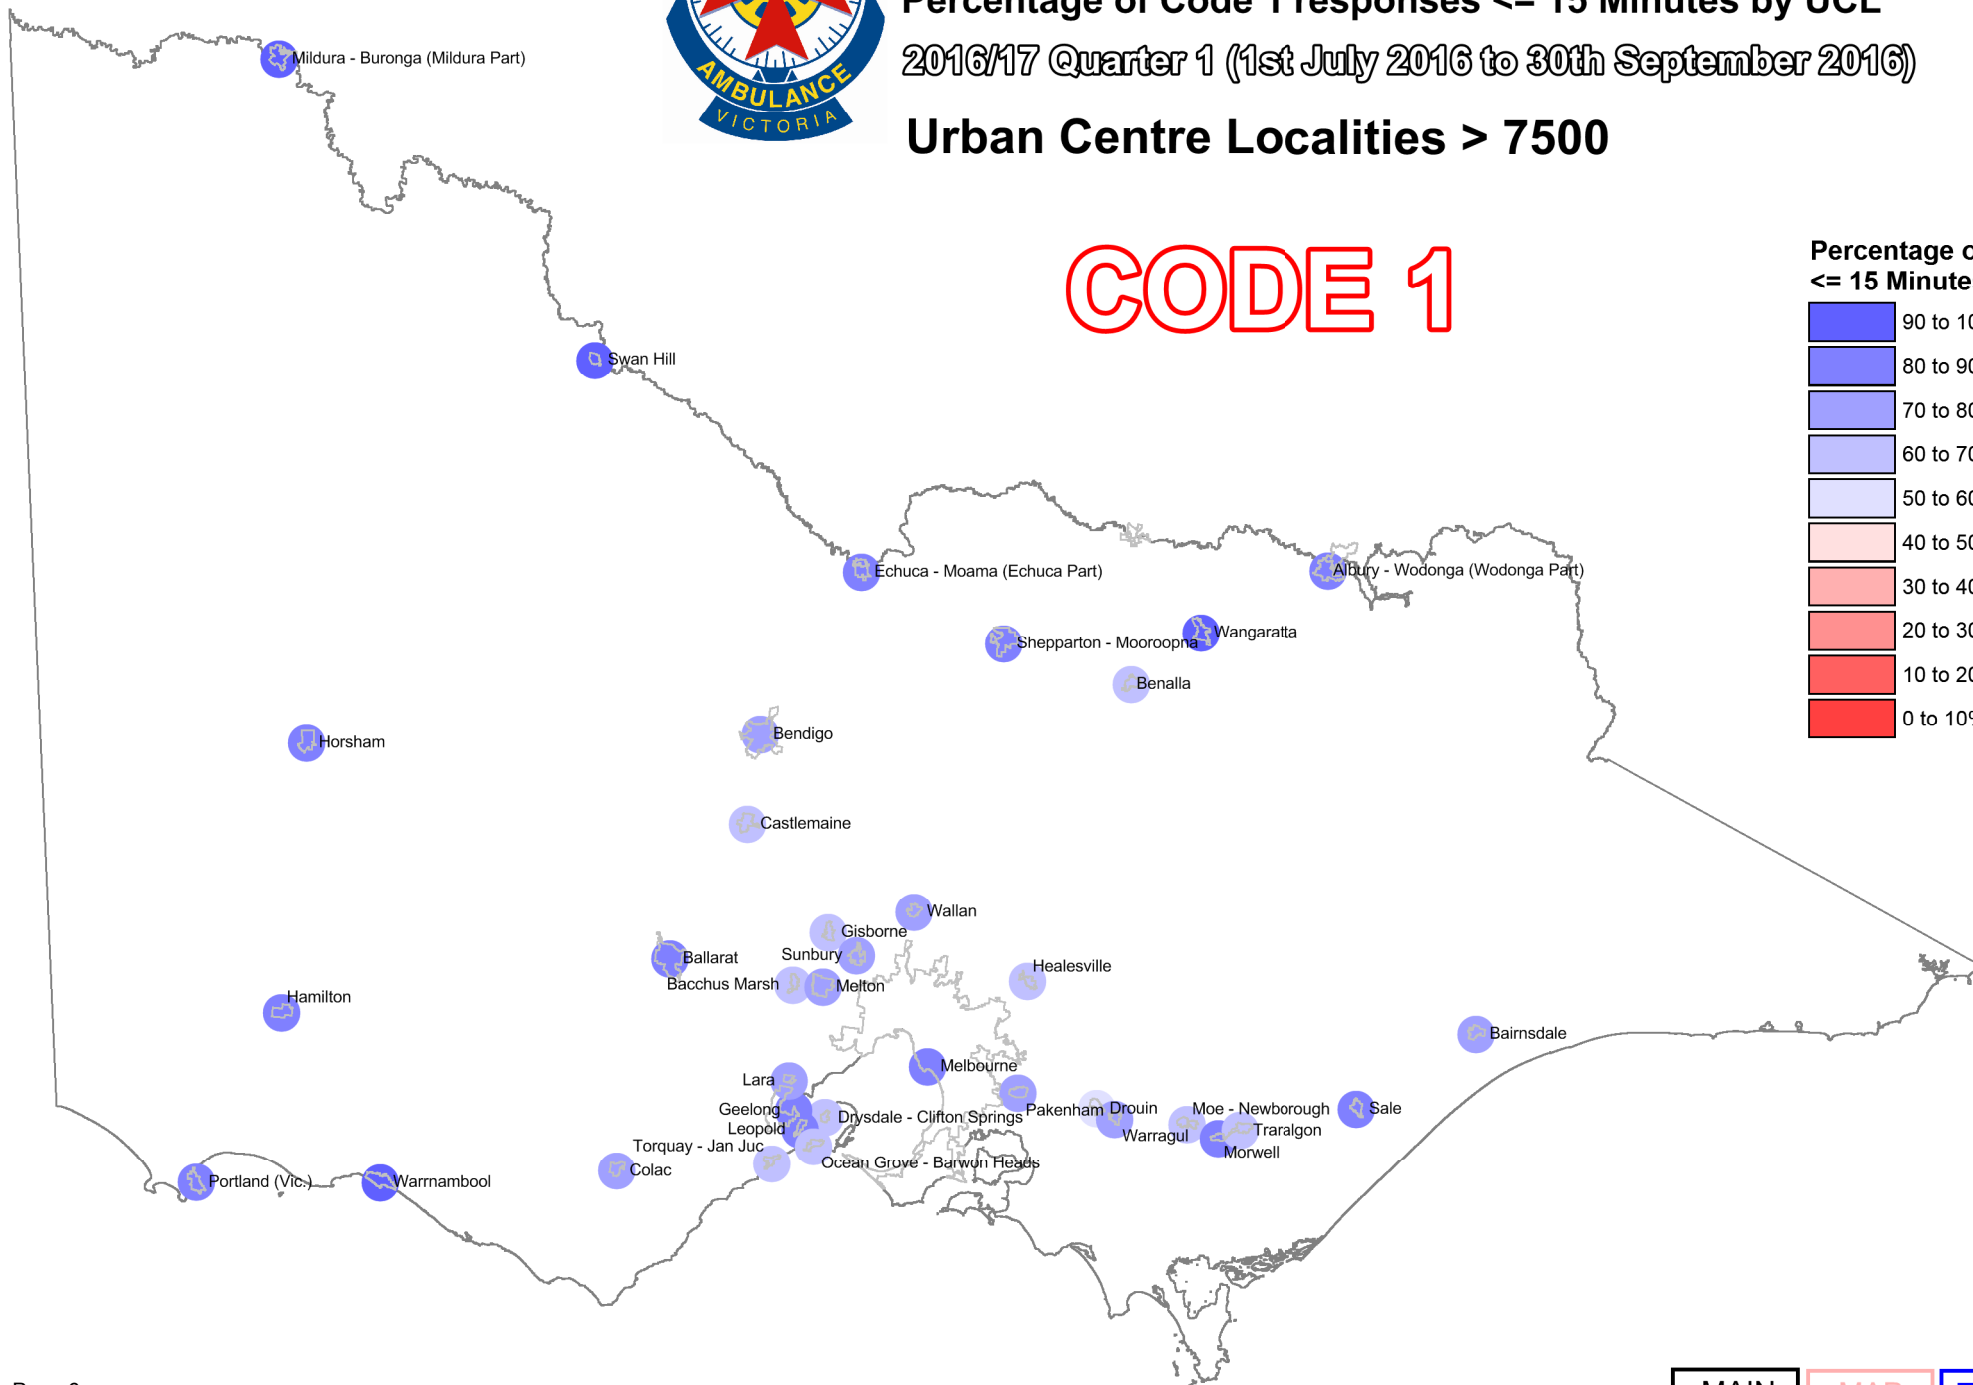 Percentage of Code 1 responses <= 15 Minutes by UCL
2016/17 Quarter 1 (1st July 2016 to 30th September 2016)
Urban Centre Localities > 7500
AMBULANCE
VICTORIA
CODE 1
Percentage o
<= 15 Minute
90 to 10
80 to 90
70 to 80
60 to 70
50 to 60
40 to 50
30 to 40
20 to 30
10 to 20
0 to 10%
Mildura - Buronga (Mildura Part)
Swan Hill
Echuca - Moama (Echuca Part)
Albury - Wodonga (Wodonga Part)
Shepparton - Mooroopna
Wangaratta
Benalla
Horsham
Bendigo
Castlemaine
Wallan
Gisborne
Sunbury
Ballarat
Bacchus Marsh
Melton
Healesville
Hamilton
Bairnsdale
Melbourne
Lara
Geelong
Drysdale - Clifton Springs
Pakenham
Drouin
Moe - Newborough
Sale
Leopold
Warragul
Traralgon
Torquay - Jan Juc
Morwell
Ocean Grove - Barwon Heads
Colac
Portland (Vic.)
Warrnambool
MAIN
MAP